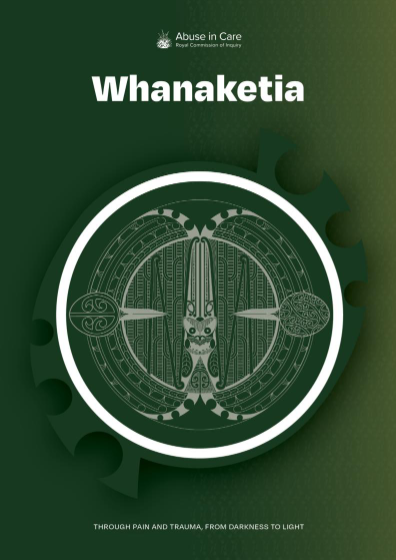 Abuse in Care
Royal Commission of Inquiry
Whanaketia
THROUGH PAIN AND TRAUMA, FROM DARKNESS TO LIGHT